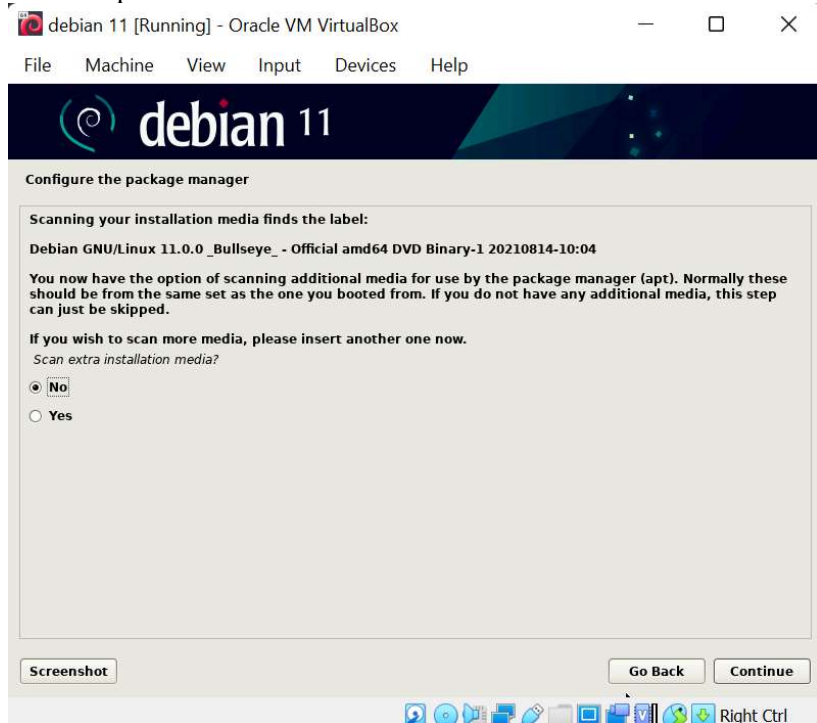 debian 11 [Running] - Oracle VM VirtualBox
File Machine View Input Devices Help
debian 11
Configure the package manager
Scanning your installation media finds the label:
Debian GNU/Linux 11.0.0 _Bullseye_ - Official amd64 DVD Binary-1 20210814-10:04
You now have the option of scanning additional media for use by the package manager (apt). Normally these
should be from the same set as the one you booted from. If you do not have any additional media, this step
can just be skipped.
If you wish to scan more media, please insert another one now.
Scan extra installation media?
No
Yes
Screenshot
Go Back Continue
Right Ctrl